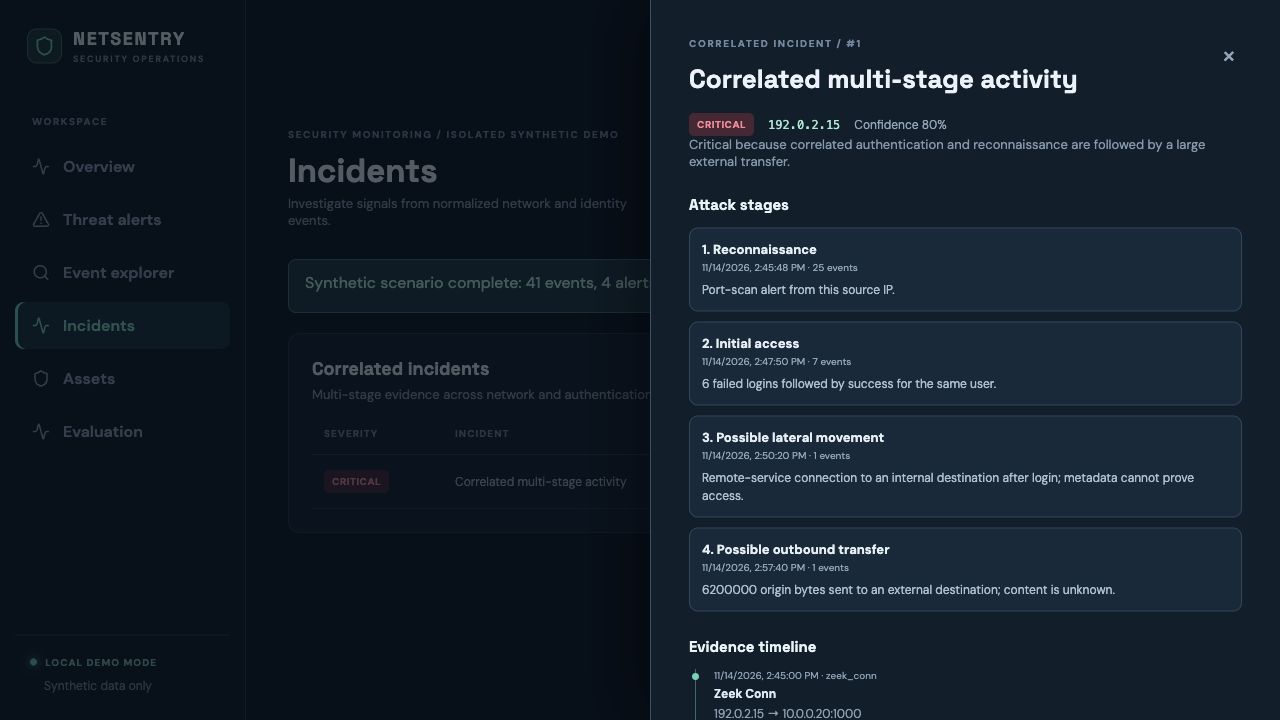 NETSENTRY
SECURITY OPERATIONS
WORKSPACE
Overview
Threat alerts
Event explorer
Incidents
Assets
Evaluation
LOCAL DEMO MODE
Synthetic data only
SECURITY MONITORING / ISOLATED SYNTHETIC DEMO
Incidents
Investigate signals from normalized network and identity
events.
Synthetic scenario complete: 41 events, 4 alert
Correlated incidents
Multi-stage evidence across network and authentication
SEVERITY INCIDENT
CRITICAL Correlated multi-stage activity
CORRELATED INCIDENT / #1
×
Correlated multi-stage activity
CRITICAL 192.0.2.15 Confidence 80%
Critical because correlated authentication and reconnaissance are followed by a large
external transfer.
Attack stages
1. Reconnaissance
11/14/2026, 2:45:48 PM · 25 events
Port-scan alert from this source IP.
2. Initial access
11/14/2026, 2:47:50 PM · 7 events
6 failed logins followed by success for the same user.
3. Possible lateral movement
11/14/2026, 2:50:20 PM · 1 events
Remote-service connection to an internal destination after login; metadata cannot prove
access.
4. Possible outbound transfer
11/14/2026, 2:57:40 PM · 1 events
6200000 origin bytes sent to an external destination; content is unknown.
Evidence timeline
11/14/2026, 2:45:00 PM · zeek_conn
Zeek Conn
192.0.2.15 → 10.0.0.20:1000